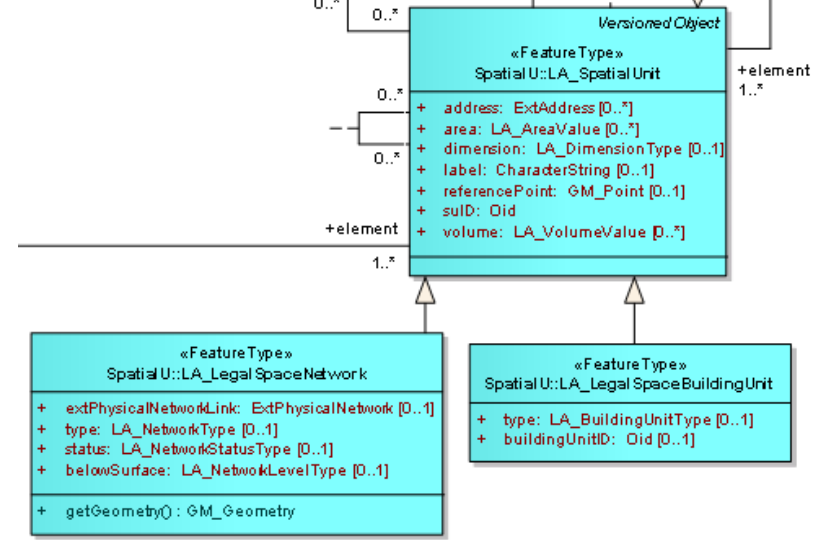 0..*
0..*
VersionedObject
«FeatureType»
SpatialU::LA_SpatialUnit
+element
1..*
0..*
0..*
+ address: ExtAddress [0..*]
+ area: LA_AreaValue [0..*]
+ dimension: LA_DimensionType [0..1]
+ label: CharacterString [0..1]
+ referencePoint: GM_Point [0..1]
+ suID: Oid
+ volume: LA_VolumeValue [0..*]
+element
1..*
«FeatureType»
SpatialU::LA_LegalSpaceNetwork
+ extPhysicalNetworkLink: ExtPhysicalNetwork [0..1]
+ type: LA_NetworkType [0..1]
+ status: LA_NetworkStatusType [0..1]
+ belowSurface: LA_NetworkLevelType [0..1]
+ getGeometry() : GM_Geometry
«FeatureType»
SpatialU::LA_LegalSpaceBuildingUnit
+ type: LA_BuildingUnitType [0..1]
+ buildingUnitID: Oid [0..1]